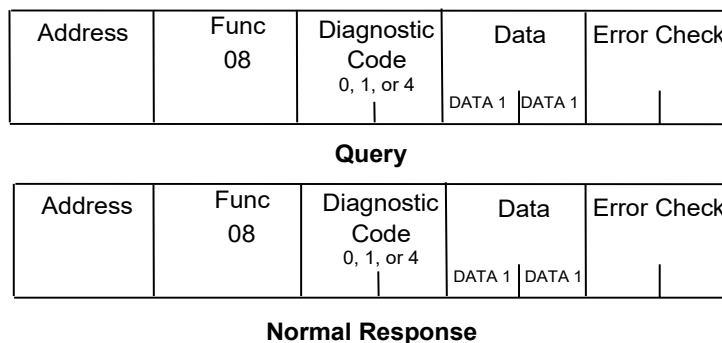 Address Func Diagnostic Data Error Check
08 Code
0, 1, or 4
DATA 1 DATA 1
Query
Address Func Diagnostic Data Error Check
08 Code
0, 1, or 4
DATA 1 DATA 1
Normal Response